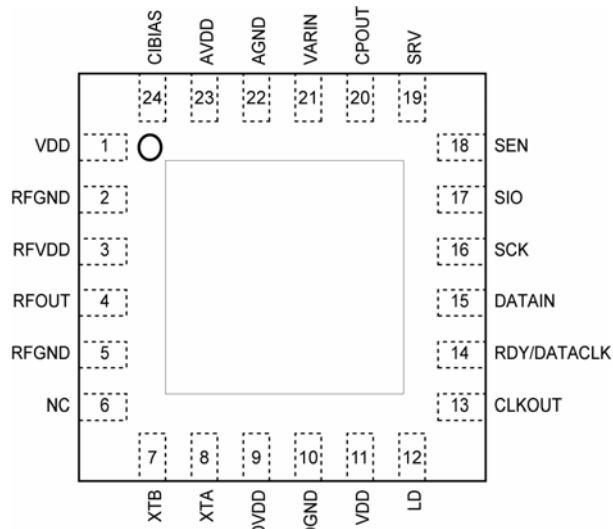 CIBIAS
AVDD
AGND
VARIN
CPOUT
SRV
24
23
22
21
20
19
VDD 1
RFGND 2
RFVDD 3
RFOUT 4
RFGND 5
NC 6
18 SEN
17 SIO
16 SCK
15 DATAIN
14 RDY/DATACLK
13 CLKOUT
7
8
9
10
11
12
XTB
XTA
VDD
LD